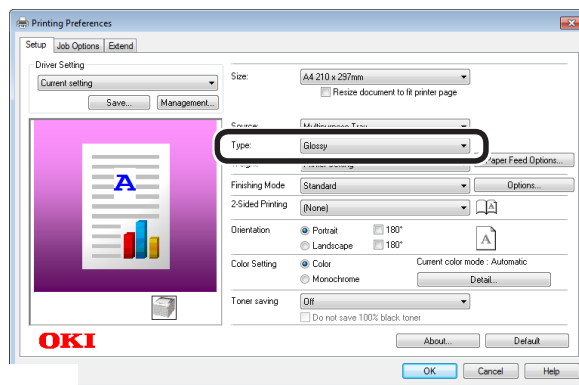 Printing Preferences
Setup Job Options Extend
Driver Setting
Current setting
Save... Management...
Size: A4 210 x 297mm
Resize document to fit printer page
Source: Multipurpose Tray
Type: Glossy
Paper Feed Options...
Finishing Mode Standard Options...
2-Sided Printing (None) A
Orientation Portrait 180°
Landscape 180°
A
Color Setting Color Current color mode : Automatic
Monochrome Detail...
Toner saving Off
Do not save 100% black toner
A
OKI
About... Default
OK Cancel Help